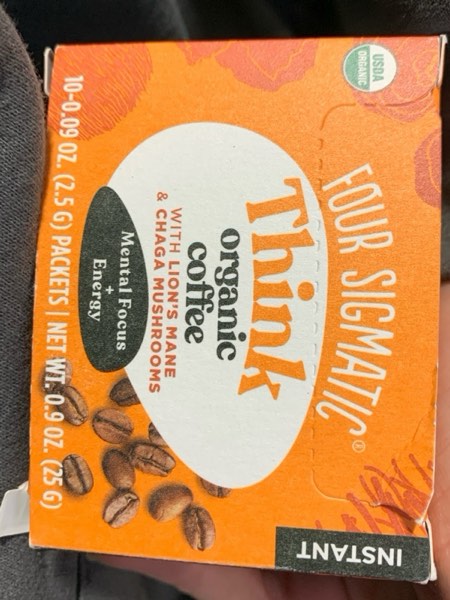 USDA
ORGANIC
FOUR SIGMATIC®
Think
organic
coffee
WITH LION'S MANE
& CHAGA MUSHROOMS
Mental Focus
+
Energy
10-0.09 OZ. (2.5 G) PACKETS | NET WT. 0.9 OZ. (25 G)
INSTANT